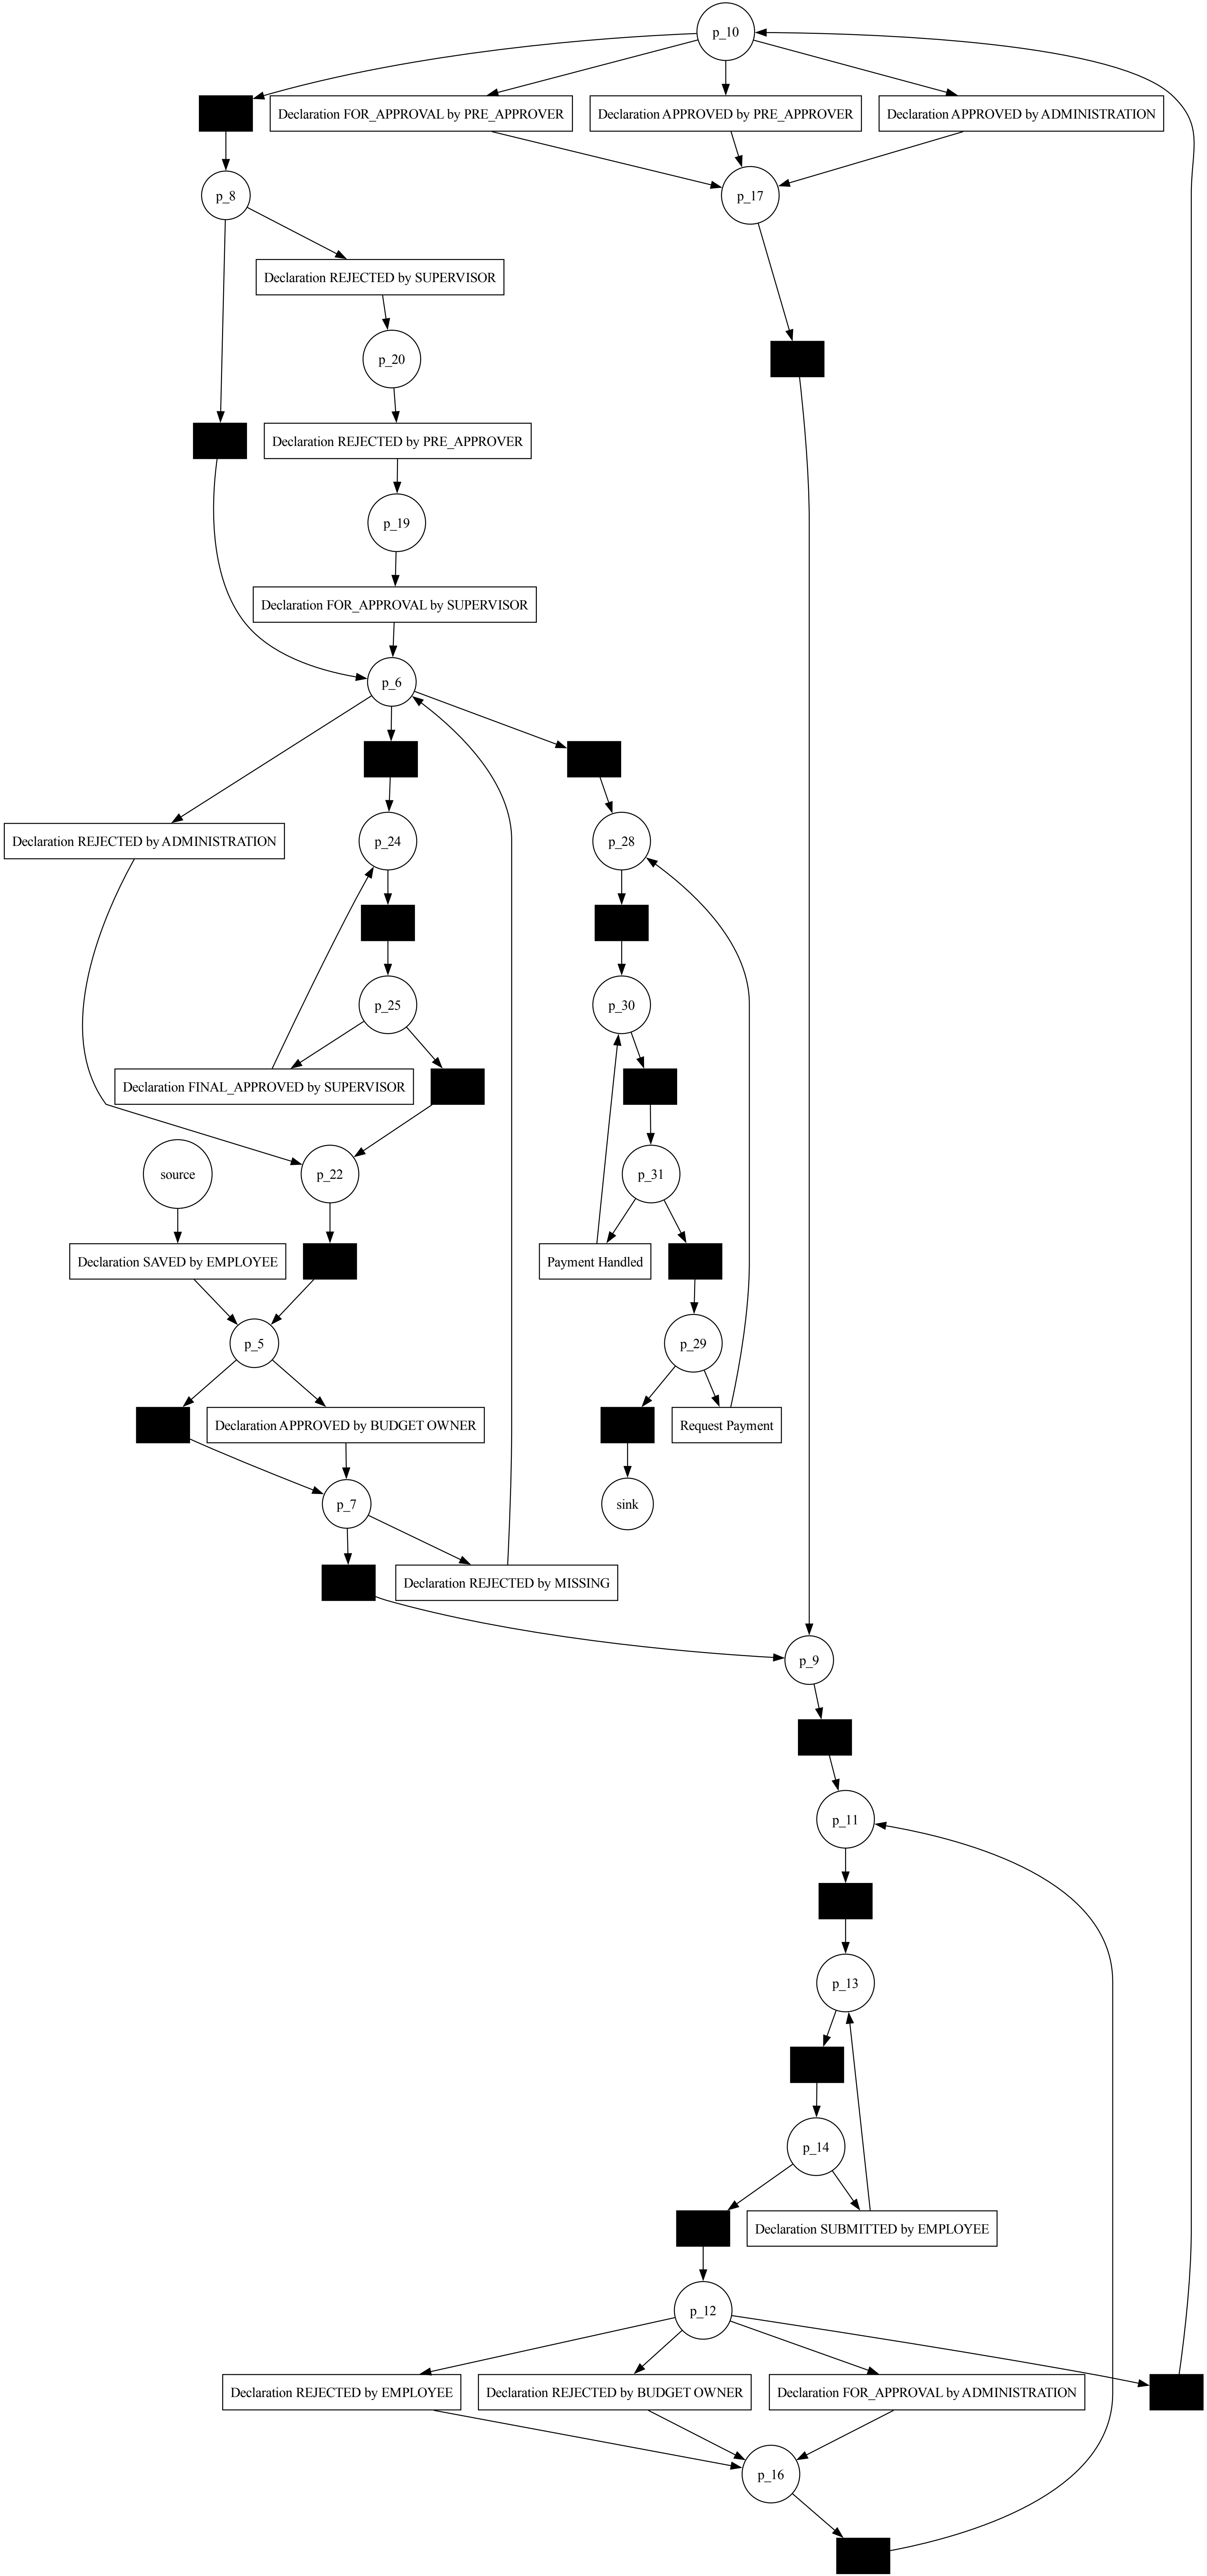 p_10
Declaration FOR_APPROVAL by PRE_APPROVER
Declaration APPROVED by PRE_APPROVER
Declaration APPROVED by ADMINISTRATION
p_8
p_17
Declaration REJECTED by SUPERVISOR
p_20
Declaration REJECTED by PRE_APPROVER
p_19
Declaration FOR_APPROVAL by SUPERVISOR
p_6
Declaration REJECTED by ADMINISTRATION
p_24
p_28
p_25
p_30
Declaration FINAL_APPROVED by SUPERVISOR
source
p_22
p_31
Declaration SAVED by EMPLOYEE
Payment Handled
p_5
p_29
Declaration APPROVED by BUDGET OWNER
Request Payment
p_7
sink
Declaration REJECTED by MISSING
p_9
p_11
p_13
p_14
Declaration SUBMITTED by EMPLOYEE
p_12
Declaration REJECTED by EMPLOYEE
Declaration REJECTED by BUDGET OWNER
Declaration FOR_APPROVAL by ADMINISTRATION
p_16